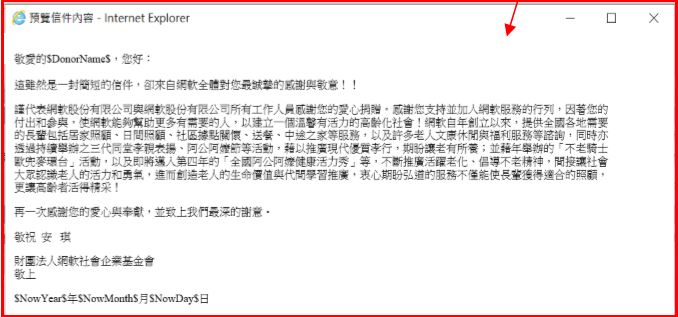 預覽信件內容 - Internet Explorer
敬愛的$DonorName$，您好：
這雖然是一封簡短的信件，卻來自網軟全體對您最誠摯的感謝與敬意！！
謹代表網軟股份有限公司與網軟股份有限公司所有工作人員感謝您的愛心捐贈。感謝您支持並加入網軟服務的行列，因著您的
付出和參與，使網軟能夠幫助更多有需要的人，以建立一個溫馨有活力的高齡化社會！網軟自年創立以來，提供全國各地需要
的長輩包括居家照顧、日間照顧、社區據點關懷、送餐、中途之家等服務，以及許多老人文康休閒與福利服務等諮詢，同時亦
透過持續舉辦之三代同堂孝親表揚、阿公阿嬤節等活動，藉以推廣現代優質孝行，期盼讓老有所養；並藉年舉辦的「不老騎士
歐兜麥環台」活動，以及即將邁入第四年的「全國阿公阿嬤健康活力秀」等，不斷推廣活躍老化、倡導不老精神，間接讓社會
大眾認識老人的活力和勇氣，進而創造老人的生命價值與代間學習推廣，衷心期盼弘道的服務不僅能使長輩獲得適合的照顧，
更讓高齡者活得精采！
再一次感謝您的愛心與奉獻，並致上我們最深的謝意。
敬祝 安 琪
財團法人網軟社會企業基金會
敬上
$NowYear$年$NowMonth$月$NowDay$日